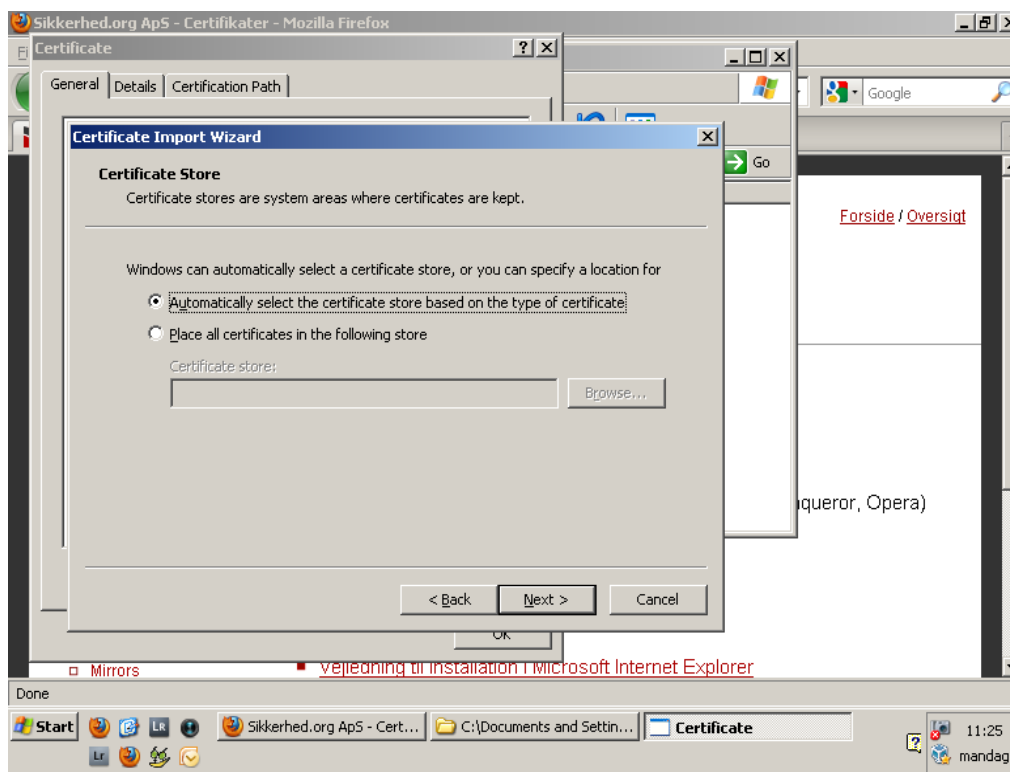 Sikkerhed.org ApS - Certifikater - Mozilla Firefox
Certificate
General Details Certification Path
Google
Certificate Import Wizard
Go
Certificate Store
Certificate stores are system areas where certificates are kept.
Forside / Oversigt
Windows can automatically select a certificate store, or you can specify a location for
Automatically select the certificate store based on the type of certificate
Place all certificates in the following store
Certificate store:
Browse...
queror, Opera)
< Back Next > Cancel
OK
Mirrors
Vejledning til installation i Microsoft Internet Explorer
Done
Start Sikkerhed.org ApS - Cert... C:\Documents and Settin... Certificate
11:25
mandag